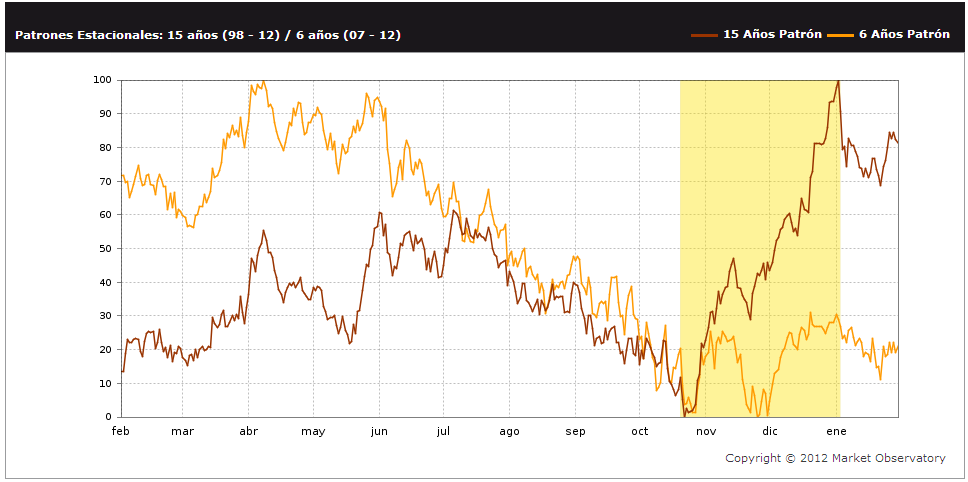 Patrones Estacionales: 15 años (98 - 12) / 6 años (07 - 12)
15 Años Patrón
6 Años Patrón
100
90
80
70
60
50
40
30
20
10
0
feb mar abr may jun jul ago sep oct nov dic ene
Copyright © 2012 Market Observatory